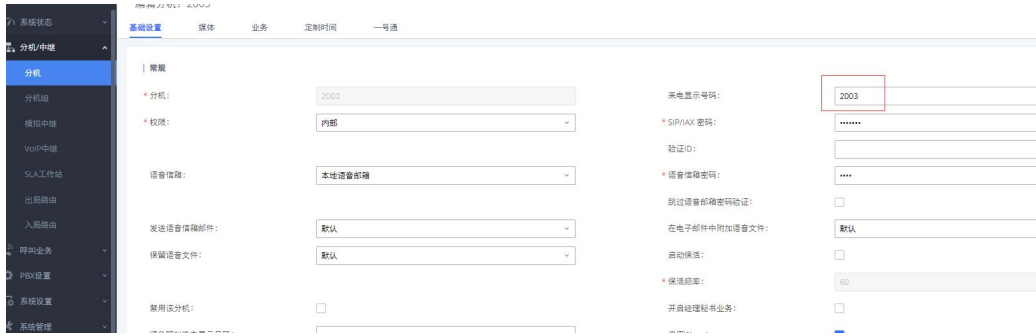 编辑分机: 2003
系统状态
基础设置 媒体 业务 定制时间 一号通
分机/中继
常规
分机
* 分机: 2003 来电显示号码: 2003
分机组
* 权限: 内部 * SIP/IAX 密码: •••••••
模拟中继
验证ID:
VoIP中继
SLA工作站
语音信箱: 本地语音邮箱 * 语音信箱密码: ••••
出局路由
跳过语音邮箱密码验证:
入局路由
发送语音信箱邮件: 默认 在电子邮件中附加语音文件: 默认
呼叫业务
保留语音文件: 默认 启动保活:
PBX设置
* 保活频率: 60
系统设置
禁用该分机: 开启经理秘书业务:
系统管理